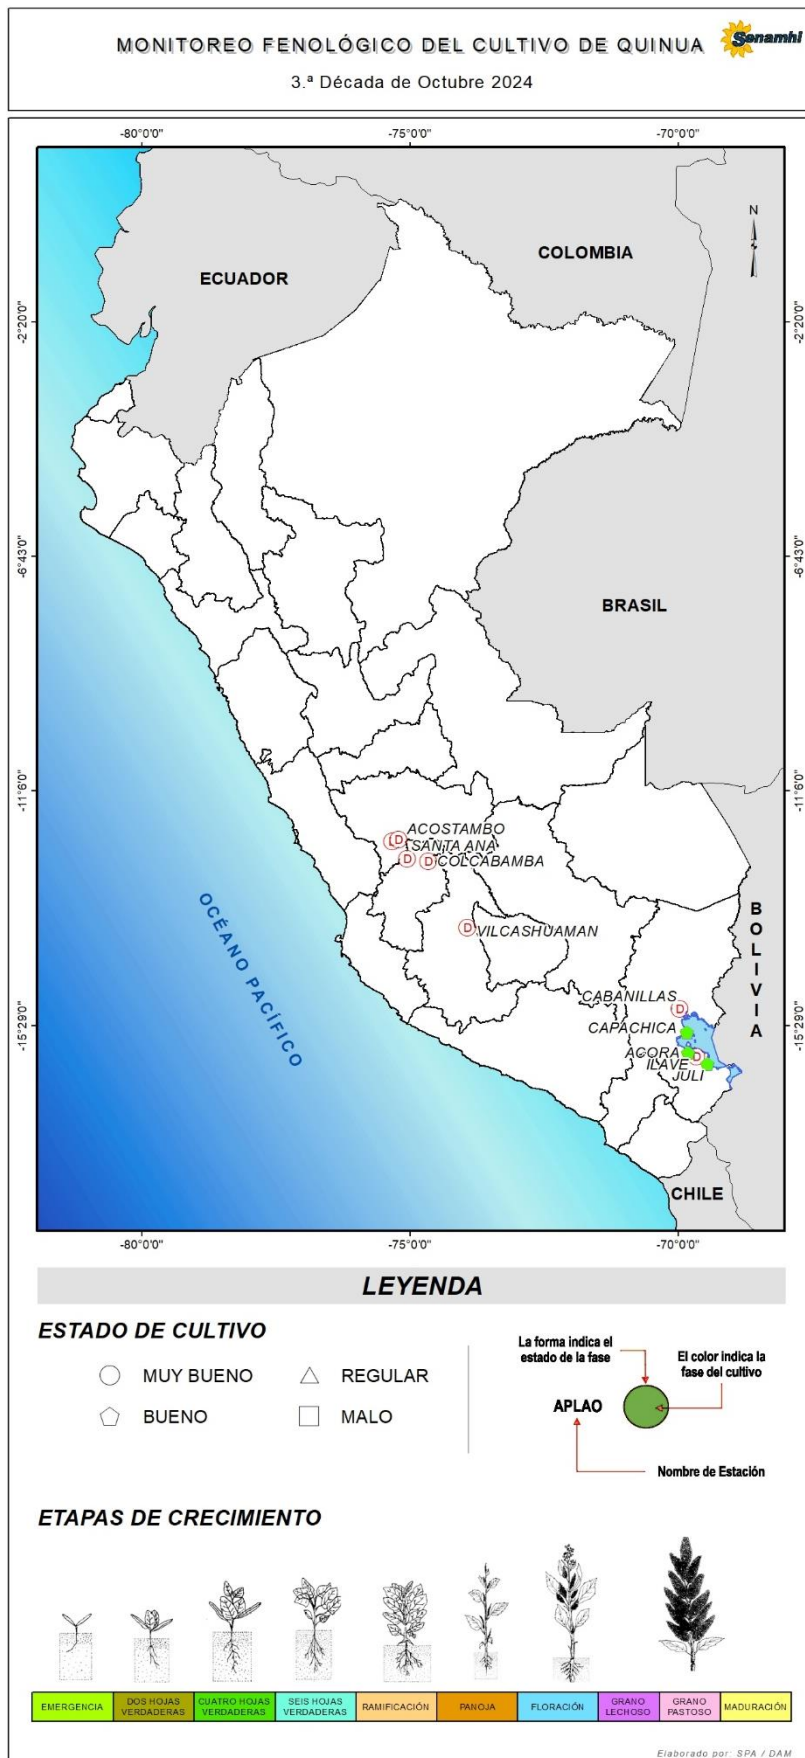 MONITOREO FENOLÓGICO DEL CULTIVO DE QUINUA
Senamhi
3.ª Década de Octubre 2024
-80°0'0"
-75°0'0"
-70°0'0"
N
COLOMBIA
ECUADOR
-2°20'0"
-2°20'0"
-6°43'0"
-6°43'0"
BRASIL
-11°6'0"
-11°6'0"
D ACOSTAMBO
SANTA ANA
D
D COLCABAMBA
OCÉANO PACÍFICO
BOLIVIA
D VILCASHUAMAN
CABANILLAS D
-15°29'0"
-15°29'0"
CAPACHICA
ACORA
ILAVE D
JULI
CHILE
-80°0'0"
-75°0'0"
-70°0'0"
LEYENDA
ESTADO DE CULTIVO
MUY BUENO
REGULAR
BUENO
MALO
La forma indica el
estado de la fase
El color indica la
fase del cultivo
APLAO
Nombre de Estación
ETAPAS DE CRECIMIENTO
EMERGENCIA
DOS HOJAS
VERDADERAS
CUATRO HOJAS
VERDADERAS
SEIS HOJAS
VERDADERAS
RAMIFICACIÓN
PANOJA
FLORACIÓN
GRANO
LECHOSO
GRANO
PASTOSO
MADURACIÓN
Elaborado por: SPA / DAM